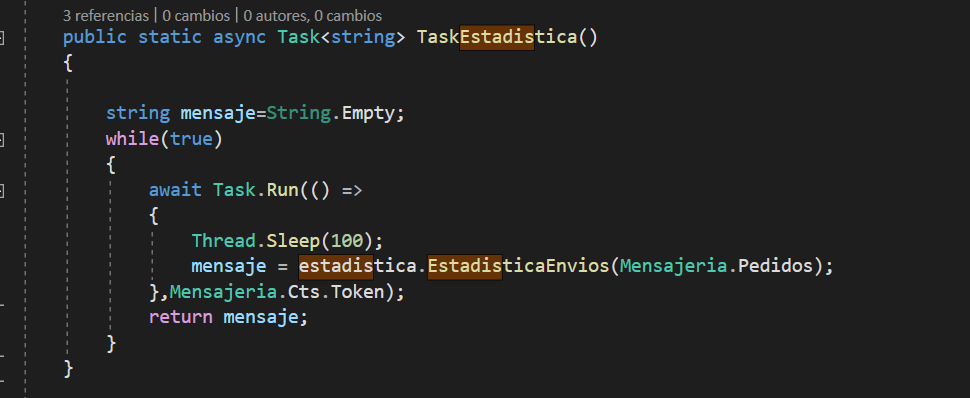 3 referencias | 0 cambios | 0 autores, 0 cambios
public static async Task<string> TaskEstadistica()
{
string mensaje=String.Empty;
while(true)
{
await Task.Run(() =>
{
Thread.Sleep(100);
mensaje = estadistica.EstadisticaEnvios(Mensajeria.Pedidos);
},Mensajeria.Cts.Token);
return mensaje;
}
}